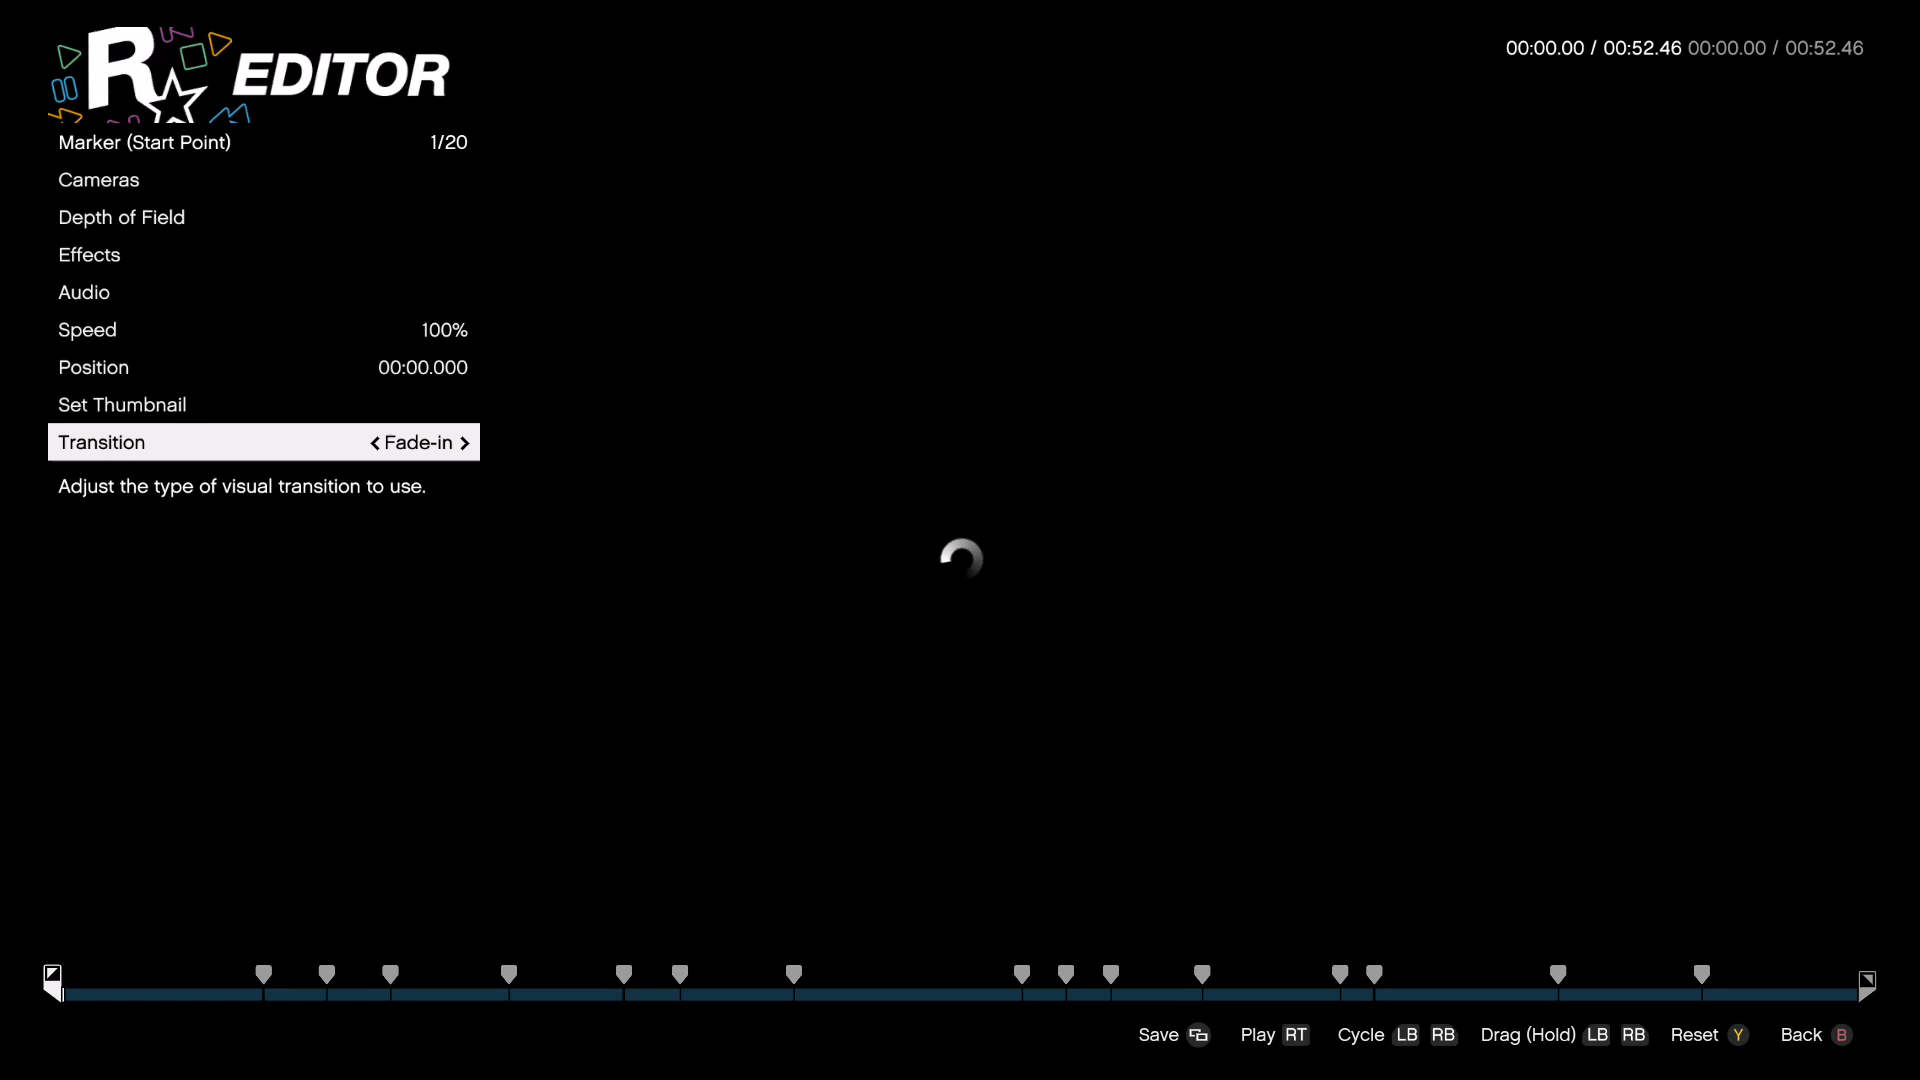 R EDITOR
00:00.00 / 00:52.46 00:00.00 / 00:52.46
Marker (Start Point) 1/20
Cameras
Depth of Field
Effects
Audio
Speed 100%
Position 00:00.000
Set Thumbnail
Transition < Fade-in >
Adjust the type of visual transition to use.
Save Play RT Cycle LB RB Drag (Hold) LB RB Reset Y Back B